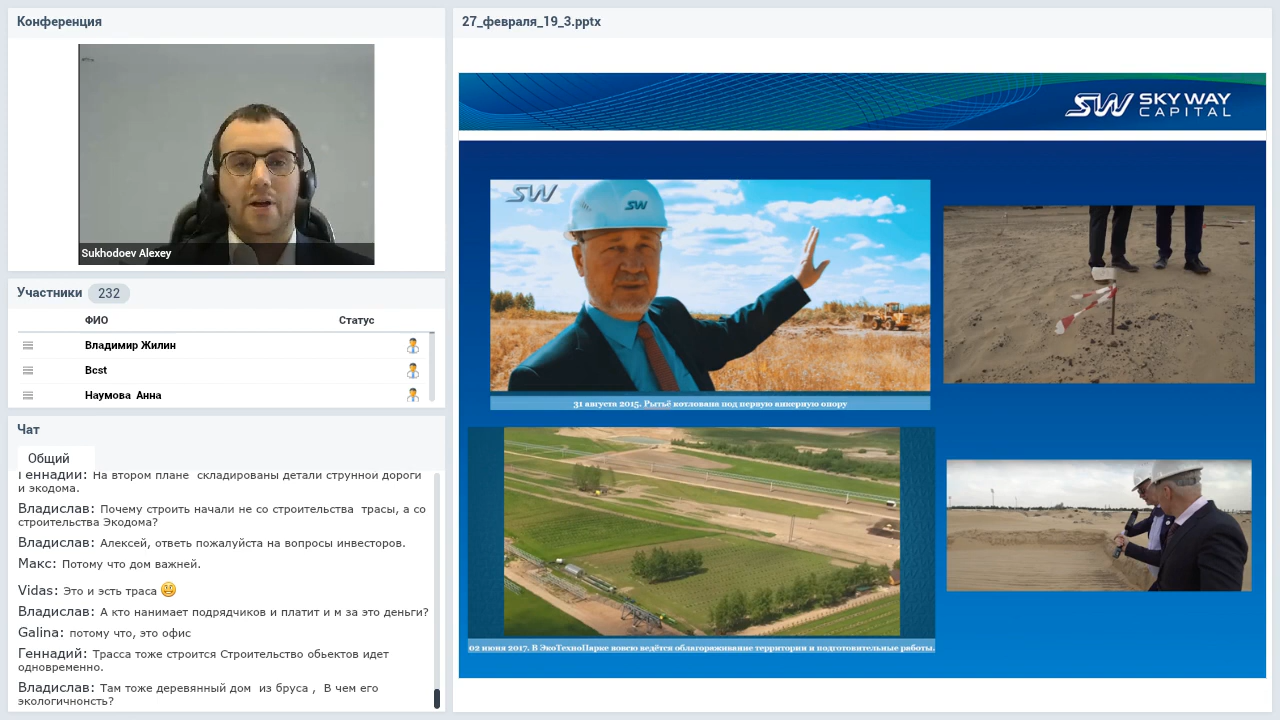 Конференция
Sukhodoev Alexey
Участники 232
ФИО Статус
Владимир Жилин
Bcst
Наумова Анна
Чат
Общий
Геннадий: На втором плане складированы детали струнной дороги
и экодома.
Владислав: Почему строить начали не со строительства трасы, а со
строительства Экодома?
Владислав: Алексей, ответь пожалуйста на вопросы инвесторов.
Макс: Потому что дом важней.
Vidas: Это и эсть траса
Владислав: А кто нанимает подрядчиков и платит и м за это деньги?
Galina: потому что, это офис
Геннадий: Трасса тоже строится Строительство обьектов идет
одновременно.
Владислав: Там тоже деревянный дом из бруса , В чем его
экологичнонсть?
27_февраля_19_3.pptx
SW SKY WAY
CAPITAL
SW
SW
31 августа 2015. Рытьё котлована под первую анкерную опору
02 июня 2017. В ЭкоТехноПарке вовсю ведётся облагораживание территории и подготовительные работы.